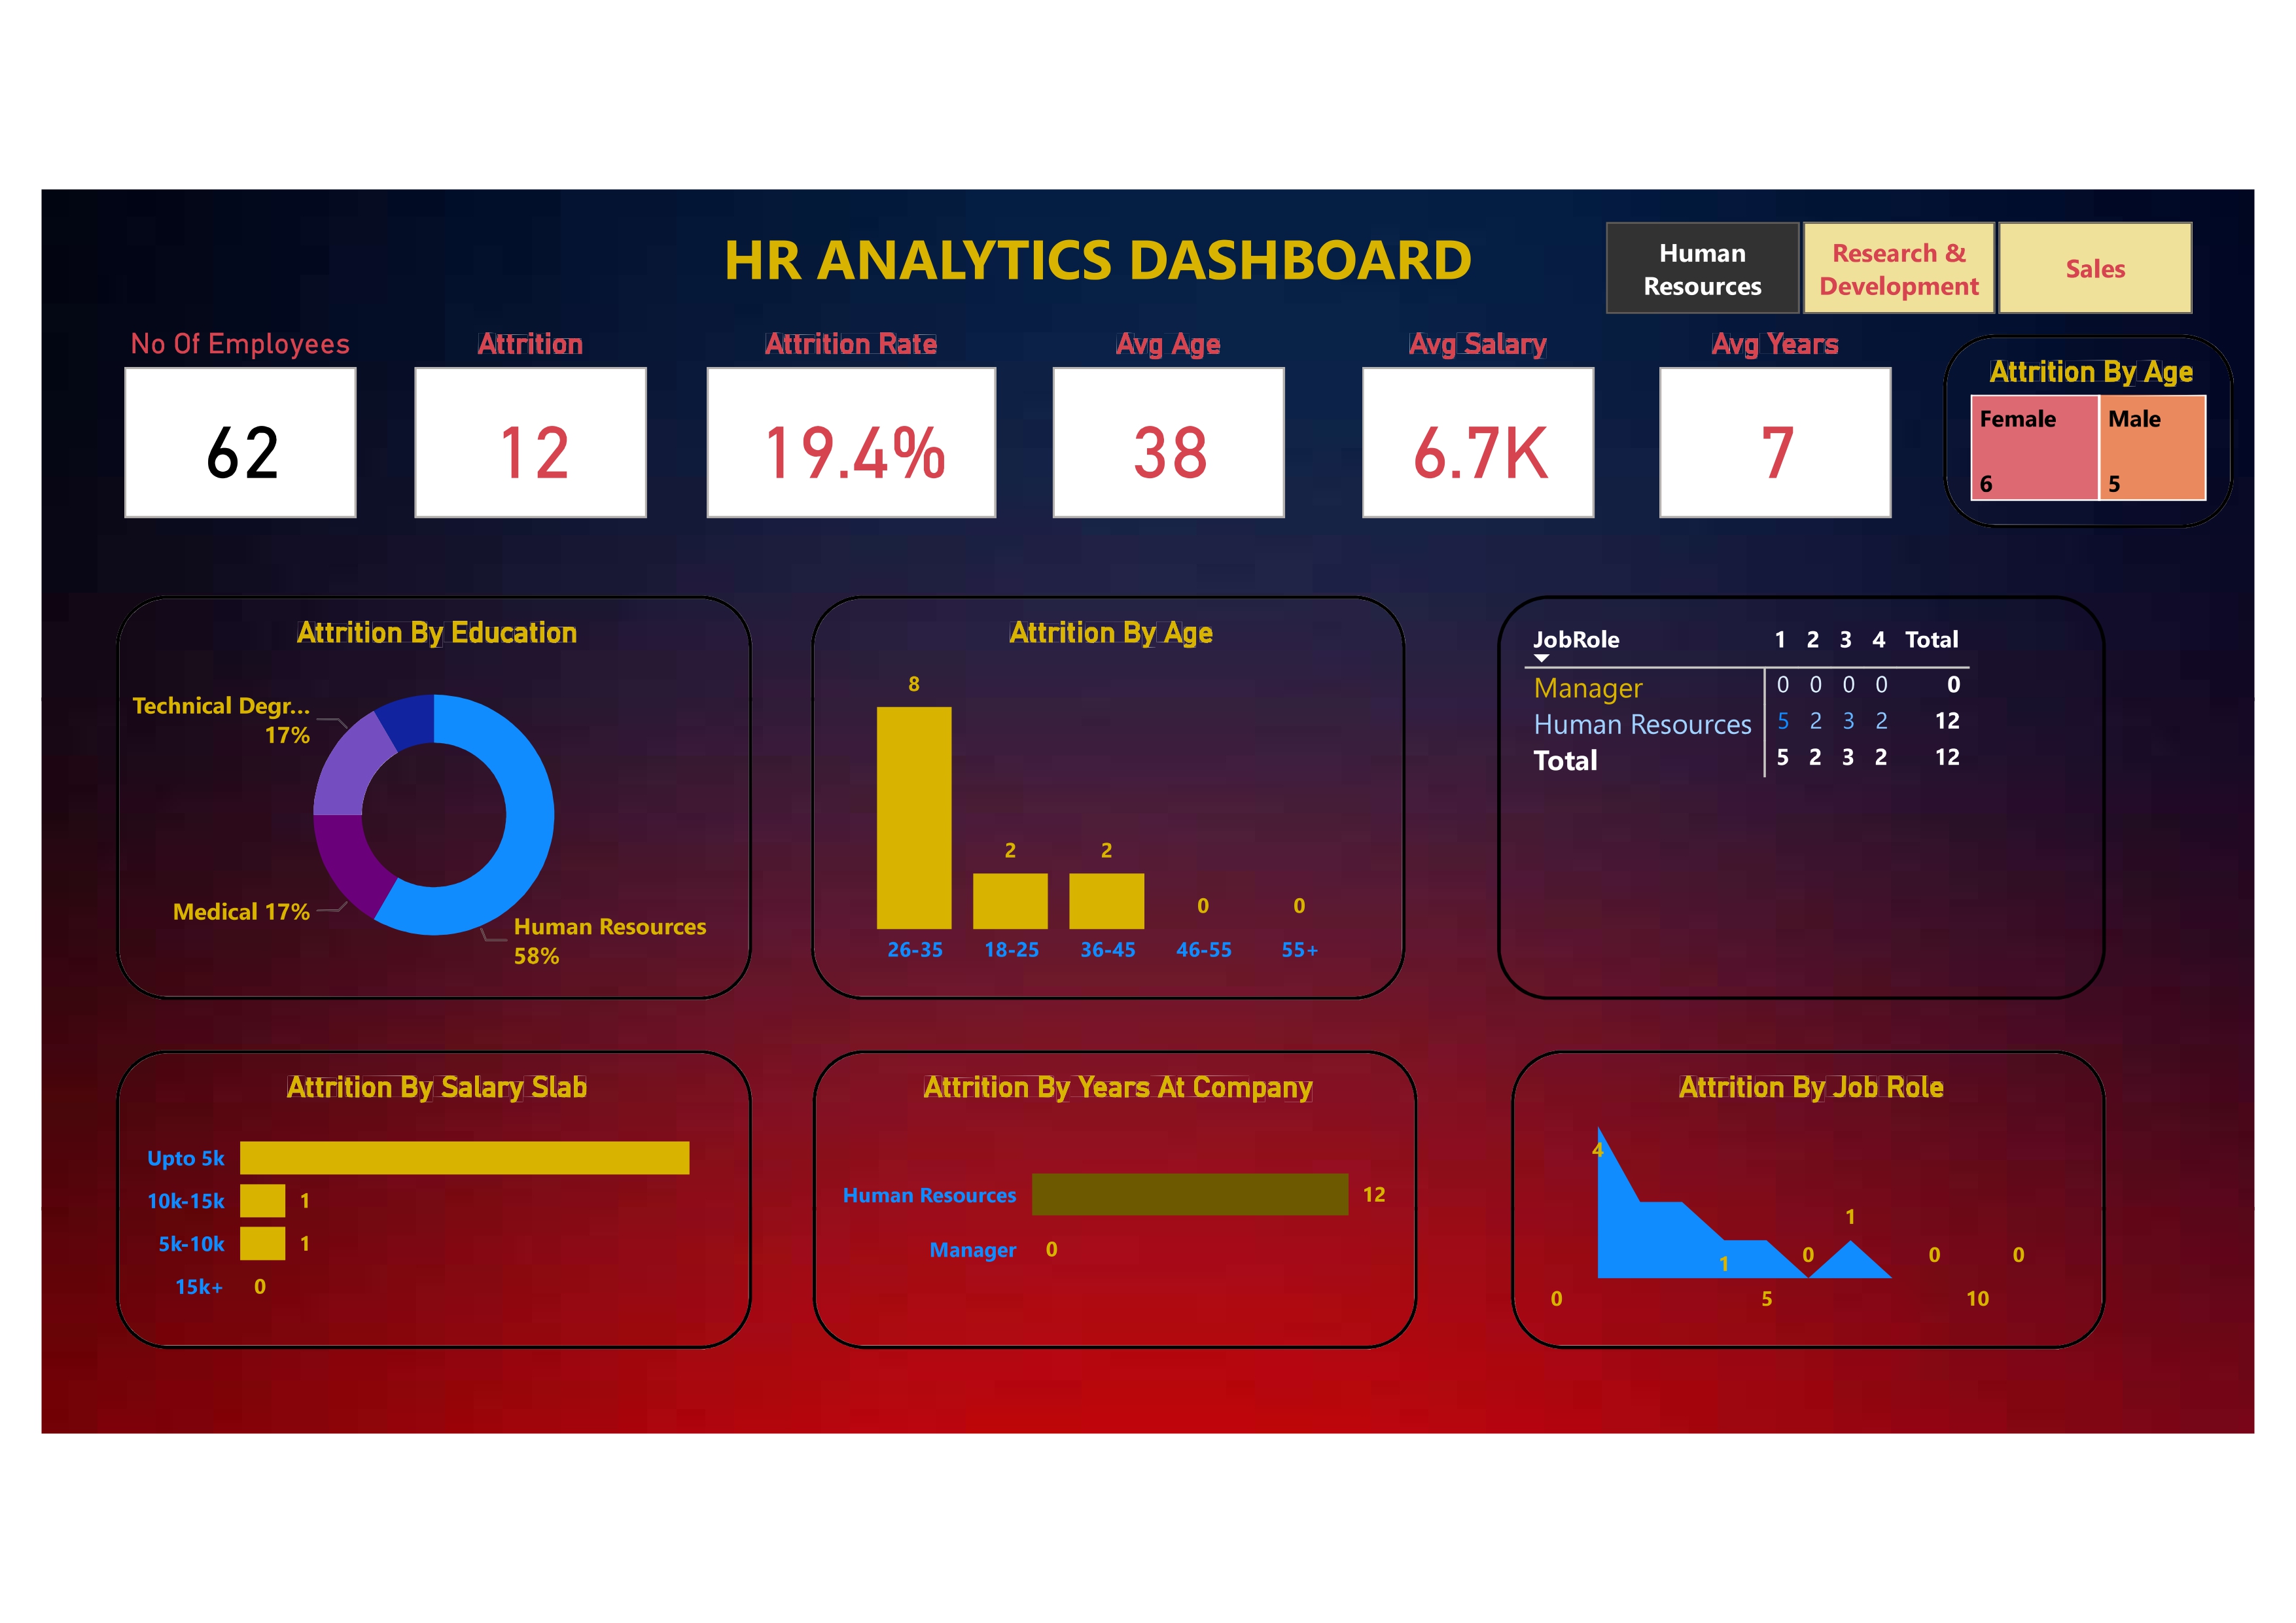 HR ANALYTICS DASHBOARD
Human
Resources
Research &
Development
Sales
No Of Employees
62
Attrition
12
Attrition Rate
19.4%
Avg Age
38
Avg Salary
6.7K
Avg Years
7
Attrition By Age
Female
6
Male
5
Attrition By Education
Technical Degr...
17%
Medical 17%
Human Resources
58%
Attrition By Age
8
2
2
0
0
26-35
18-25
36-45
46-55
55+
JobRole 1 2 3 4 Total
Manager 0 0 0 0 0
Human Resources 5 2 3 2 12
Total 5 2 3 2 12
Attrition By Salary Slab
Upto 5k
10k-15k 1
5k-10k 1
15k+ 0
Attrition By Years At Company
Human Resources 12
Manager 0
Attrition By Job Role
4
1
0
1
0
0
0 5 10